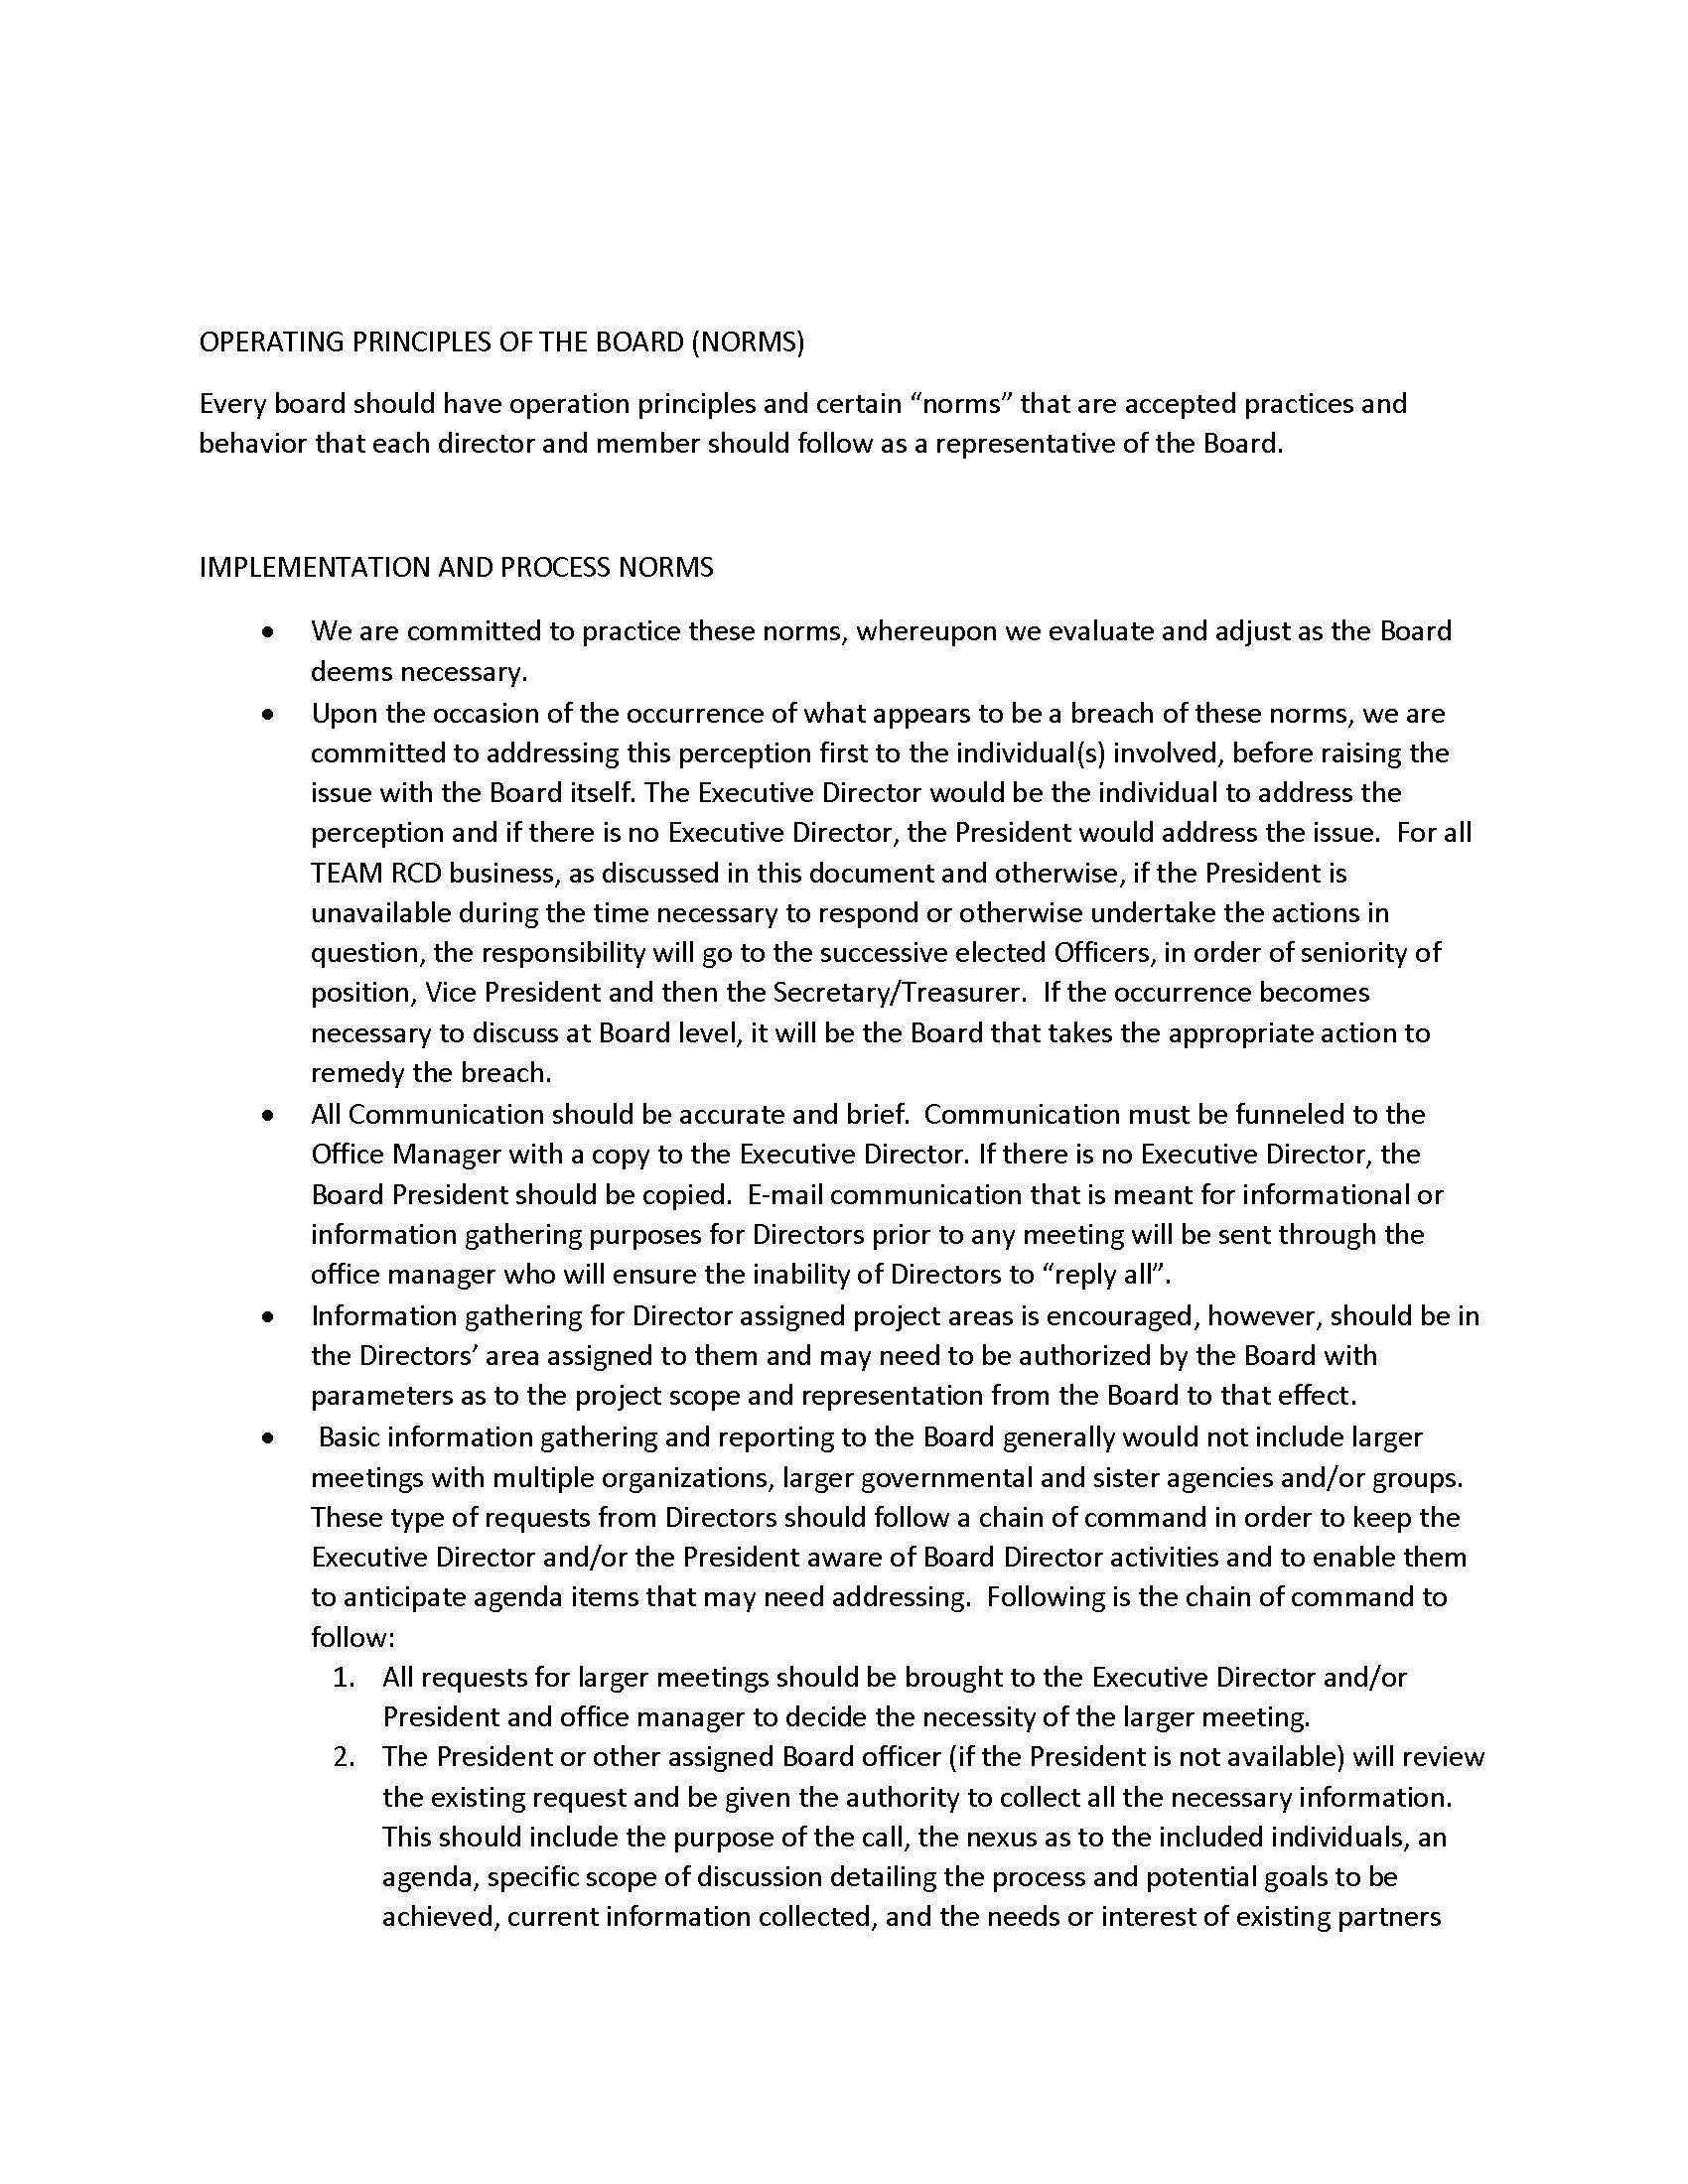 OPERATING PRINCIPLES OF THE BOARD (NORMS)
Every board should have operation principles and certain “norms” that are accepted practices and
behavior that each director and member should follow as a representative of the Board.
IMPLEMENTATION AND PROCESS NORMS
• We are committed to practice these norms, whereupon we evaluate and adjust as the Board
deems necessary.
• Upon the occasion of the occurrence of what appears to be a breach of these norms, we are
committed to addressing this perception first to the individual(s) involved, before raising the
issue with the Board itself. The Executive Director would be the individual to address the
perception and if there is no Executive Director, the President would address the issue.  For all
TEAM RCD business, as discussed in this document and otherwise, if the President is
unavailable during the time necessary to respond or otherwise undertake the actions in
question, the responsibility will go to the successive elected Officers, in order of seniority of
position, Vice President and then the Secretary/Treasurer.  If the occurrence becomes
necessary to discuss at Board level, it will be the Board that takes the appropriate action to
remedy the breach.
• All Communication should be accurate and brief.  Communication must be funneled to the
Office Manager with a copy to the Executive Director. If there is no Executive Director, the
Board President should be copied.  E-mail communication that is meant for informational or
information gathering purposes for Directors prior to any meeting will be sent through the
office manager who will ensure the inability of Directors to “reply all”.
• Information gathering for Director assigned project areas is encouraged, however, should be in
the Directors’ area assigned to them and may need to be authorized by the Board with
parameters as to the project scope and representation from the Board to that effect.
• Basic information gathering and reporting to the Board generally would not include larger
meetings with multiple organizations, larger governmental and sister agencies and/or groups.
These type of requests from Directors should follow a chain of command in order to keep the
Executive Director and/or the President aware of Board Director activities and to enable them
to anticipate agenda items that may need addressing.  Following is the chain of command to
follow:
1. All requests for larger meetings should be brought to the Executive Director and/or
President and office manager to decide the necessity of the larger meeting.
2. The President or other assigned Board officer (if the President is not available) will review
the existing request and be given the authority to collect all the necessary information.
This should include the purpose of the call, the nexus as to the included individuals, an
agenda, specific scope of discussion detailing the process and potential goals to be
achieved, current information collected, and the needs or interest of existing partners